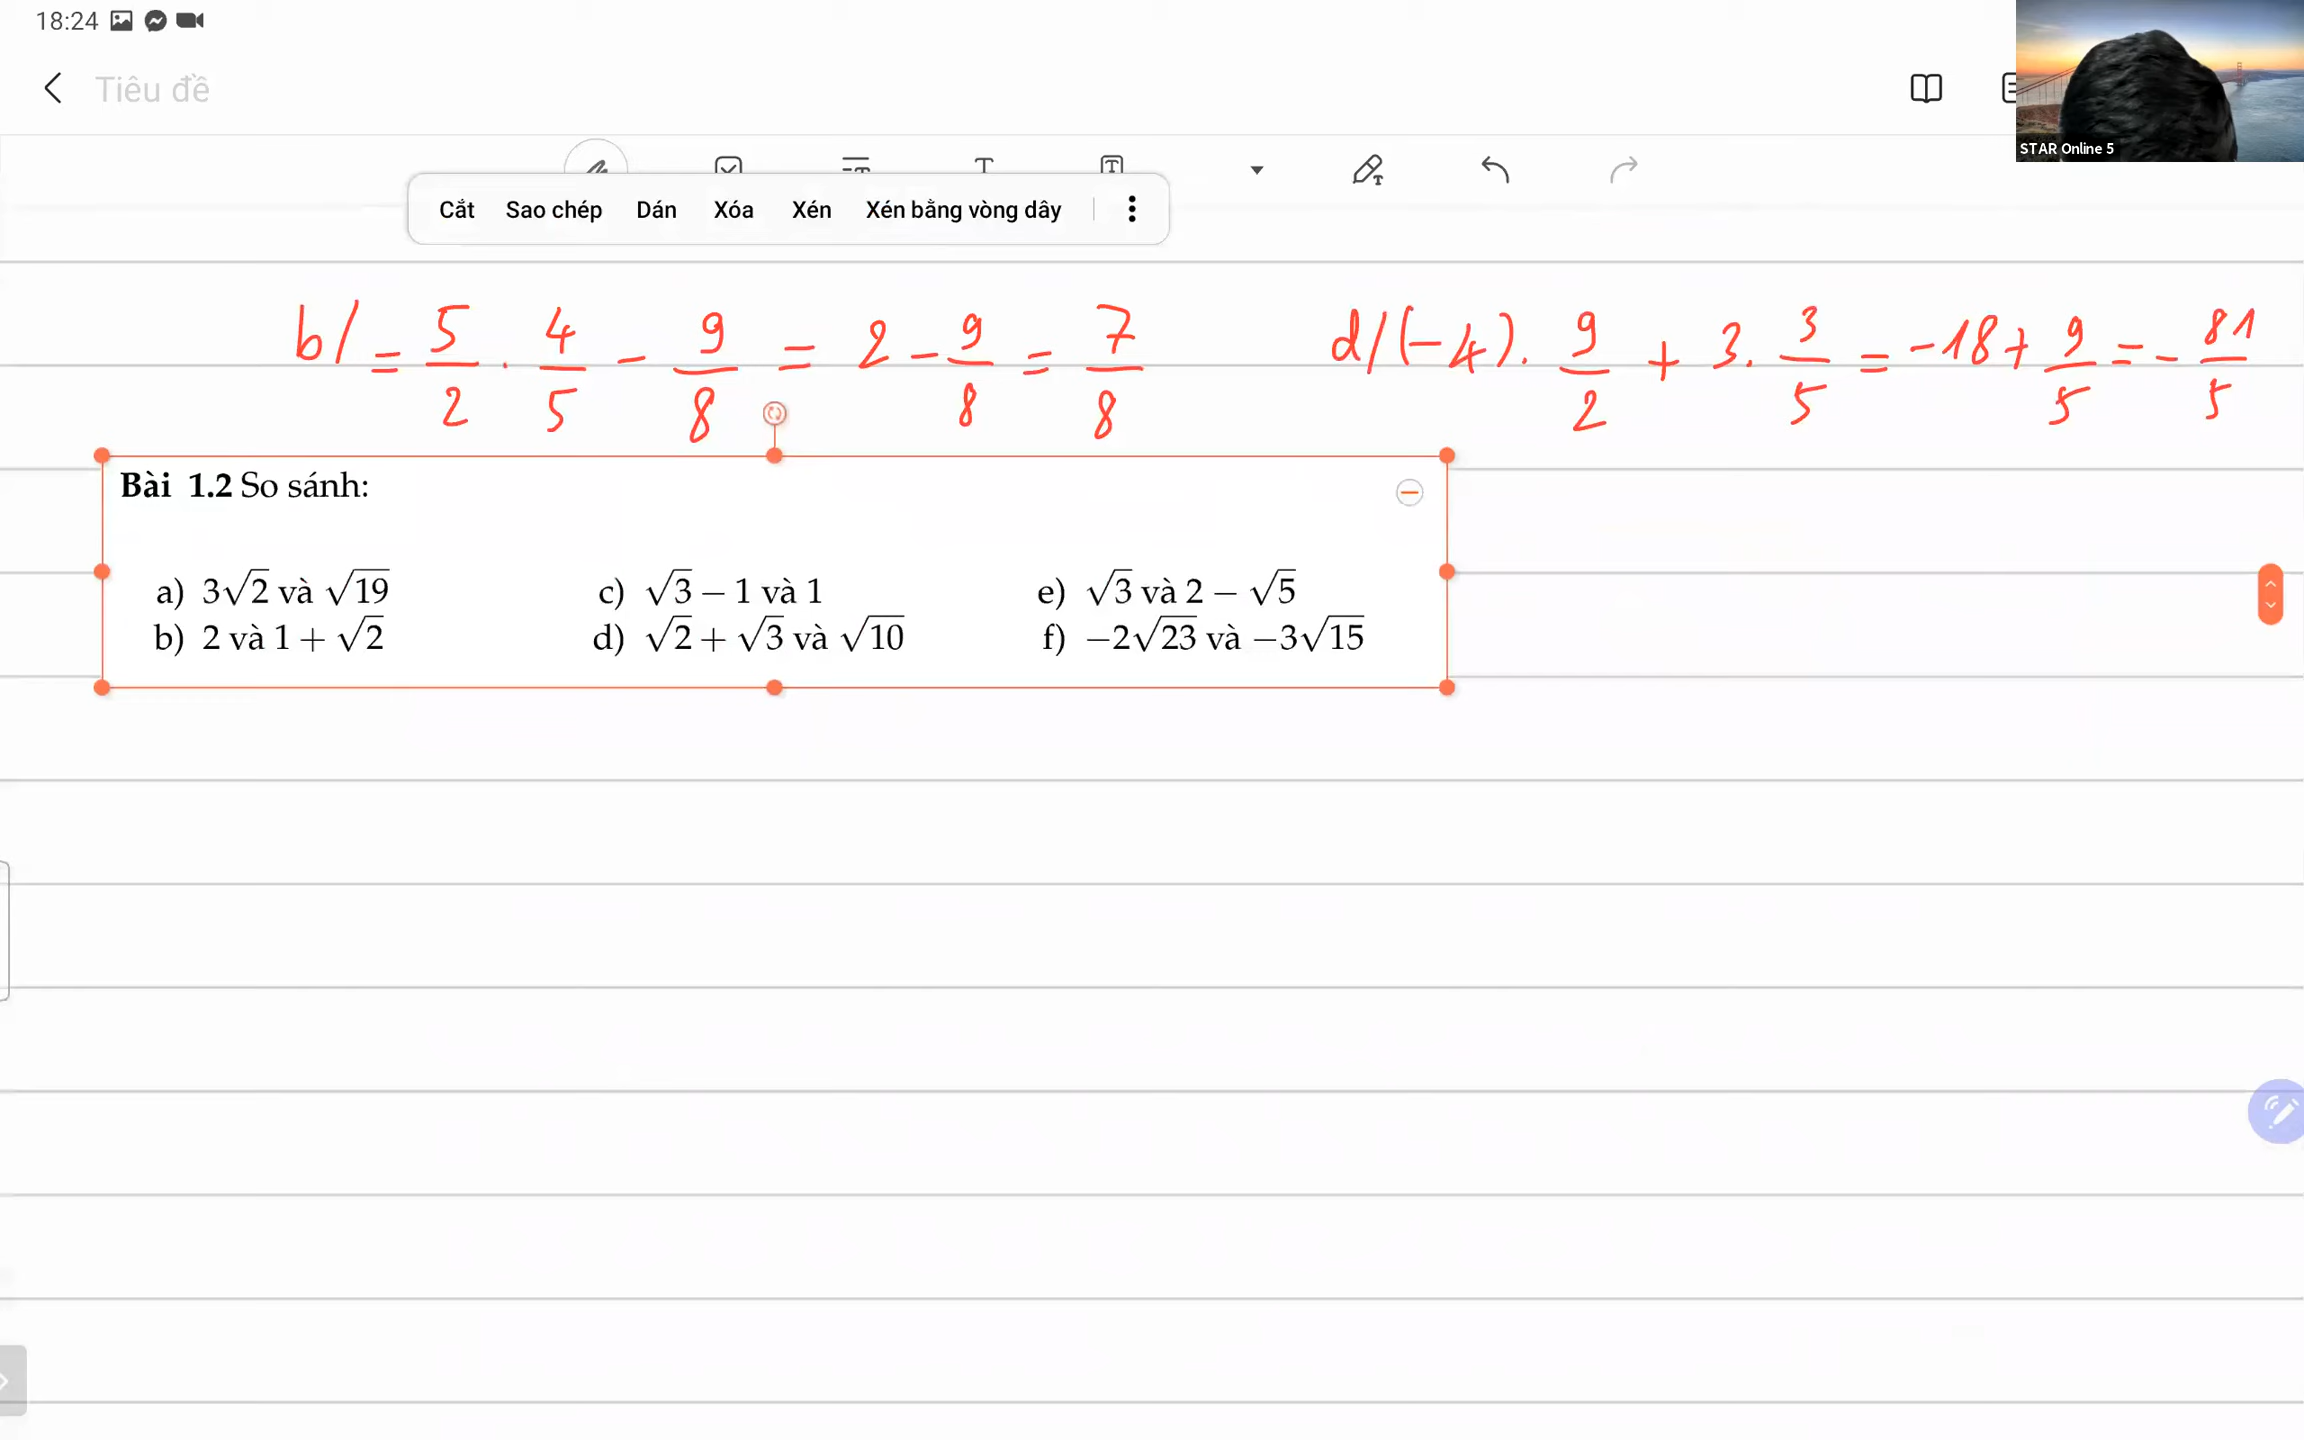 18:24
Tiêu đề
STAR Online 5
Cắt Sao chép Dán Xóa Xén Xén bằng vòng dây
b/ = 5/2 . 4/5 - 9/8 = 2 - 9/8 = 7/8
d/ (-4). 9/2 + 3. 3/5 = -18 + 9/5 = - 81/5
Bài 1.2 So sánh:
a) 3√2 và √19 c) √3 − 1 và 1 e) √3 và 2 − √5
b) 2 và 1 + √2 d) √2 + √3 và √10 f) −2√23 và −3√15